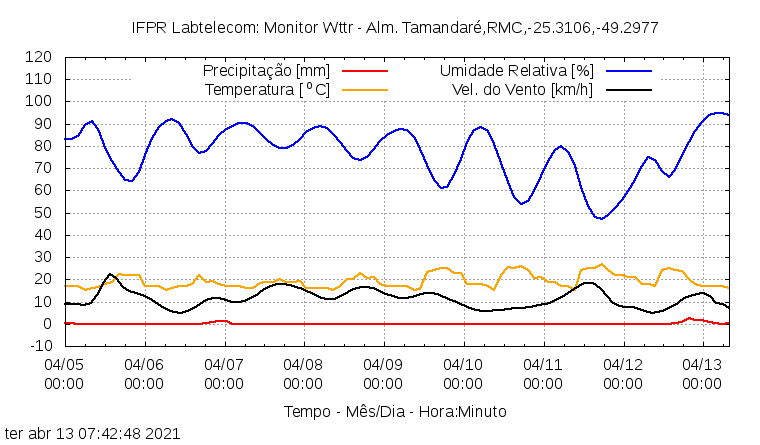 IFPR Labtelecom: Monitor Wttr - Alm. Tamandaré,RMC,-25.3106,-49.2977
Precipitação [mm]
Temperatura [⁰C]
Umidade Relativa [%]
Vel. do Vento [km/h]
120
110
100
90
80
70
60
50
40
30
20
10
0
-10
04/05 04/06 04/07 04/08 04/09 04/10 04/11 04/12 04/13
00:00 00:00 00:00 00:00 00:00 00:00 00:00 00:00 00:00
Tempo - Mês/Dia - Hora:Minuto
ter abr 13 07:42:48 2021